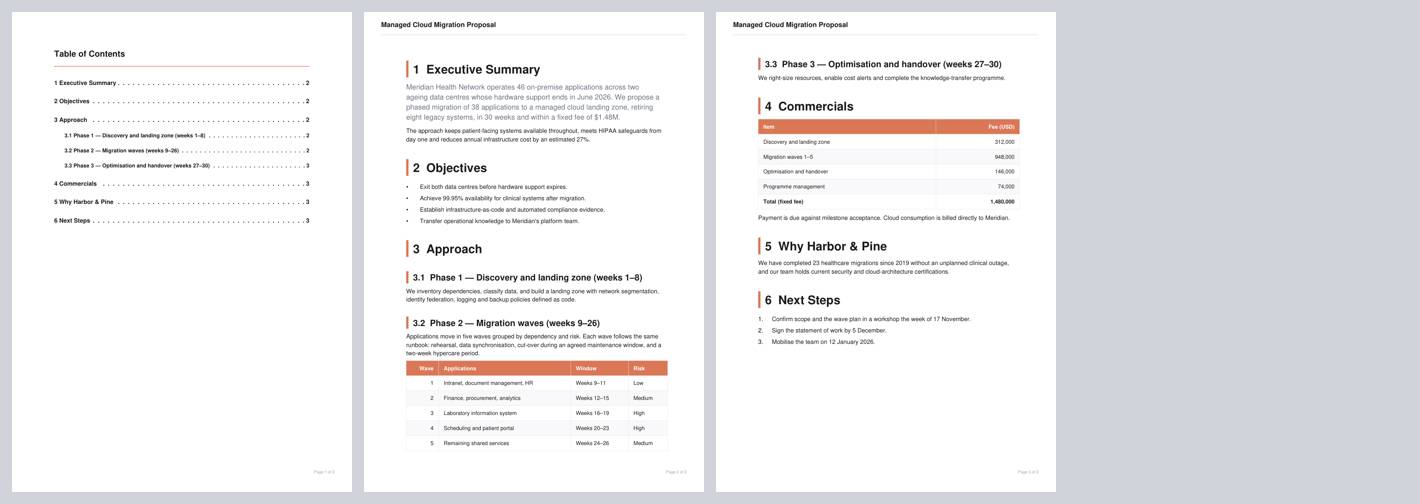 Table of Contents
1 Executive Summary . . . . . . . . . . . . . . . . . . . . . . . . . . . . . . . . . . . . . . 2
2 Objectives . . . . . . . . . . . . . . . . . . . . . . . . . . . . . . . . . . . . . . . . . . . 2
3 Approach . . . . . . . . . . . . . . . . . . . . . . . . . . . . . . . . . . . . . . . . . . . 2
3.1 Phase 1 — Discovery and landing zone (weeks 1–8) . . . . . . . . . . . . . . . . . . . 2
3.2 Phase 2 — Migration waves (weeks 9–26) . . . . . . . . . . . . . . . . . . . . . . . . 2
3.3 Phase 3 — Optimisation and handover (weeks 27–30) . . . . . . . . . . . . . . . . . . 3
4 Commercials . . . . . . . . . . . . . . . . . . . . . . . . . . . . . . . . . . . . . . . . . 3
5 Why Harbor & Pine . . . . . . . . . . . . . . . . . . . . . . . . . . . . . . . . . . . . . . 3
6 Next Steps . . . . . . . . . . . . . . . . . . . . . . . . . . . . . . . . . . . . . . . . . . . 3
Page 1 of 3
Managed Cloud Migration Proposal
1 Executive Summary
Meridian Health Network operates 46 on-premise applications across two
ageing data centres whose hardware support ends in June 2026. We propose a
phased migration of 38 applications to a managed cloud landing zone, retiring
eight legacy systems, in 30 weeks and within a fixed fee of $1.48M.
The approach keeps patient-facing systems available throughout, meets HIPAA safeguards from
day one and reduces annual infrastructure cost by an estimated 27%.
2 Objectives
• Exit both data centres before hardware support expires.
• Achieve 99.95% availability for clinical systems after migration.
• Establish infrastructure-as-code and automated compliance evidence.
• Transfer operational knowledge to Meridian's platform team.
3 Approach
3.1 Phase 1 — Discovery and landing zone (weeks 1–8)
We inventory dependencies, classify data, and build a landing zone with network segmentation,
identity federation, logging and backup policies defined as code.
3.2 Phase 2 — Migration waves (weeks 9–26)
Applications move in five waves grouped by dependency and risk. Each wave follows the same
runbook: rehearsal, data synchronisation, cut-over during an agreed maintenance window, and a
two-week hypercare period.
Wave Applications Window Risk
1 Intranet, document management, HR Weeks 9–11 Low
2 Finance, procurement, analytics Weeks 12–15 Medium
3 Laboratory information system Weeks 16–19 High
4 Scheduling and patient portal Weeks 20–23 High
5 Remaining shared services Weeks 24–26 Medium
Page 2 of 3
Managed Cloud Migration Proposal
3.3 Phase 3 — Optimisation and handover (weeks 27–30)
We right-size resources, enable cost alerts and complete the knowledge-transfer programme.
4 Commercials
Item Fee (USD)
Discovery and landing zone 312,000
Migration waves 1–5 948,000
Optimisation and handover 146,000
Programme management 74,000
Total (fixed fee) 1,480,000
Payment is due against milestone acceptance. Cloud consumption is billed directly to Meridian.
5 Why Harbor & Pine
We have completed 23 healthcare migrations since 2019 without an unplanned clinical outage,
and our team holds current security and cloud-architecture certifications.
6 Next Steps
1. Confirm scope and the wave plan in a workshop the week of 17 November.
2. Sign the statement of work by 5 December.
3. Mobilise the team on 12 January 2026.
Page 3 of 3